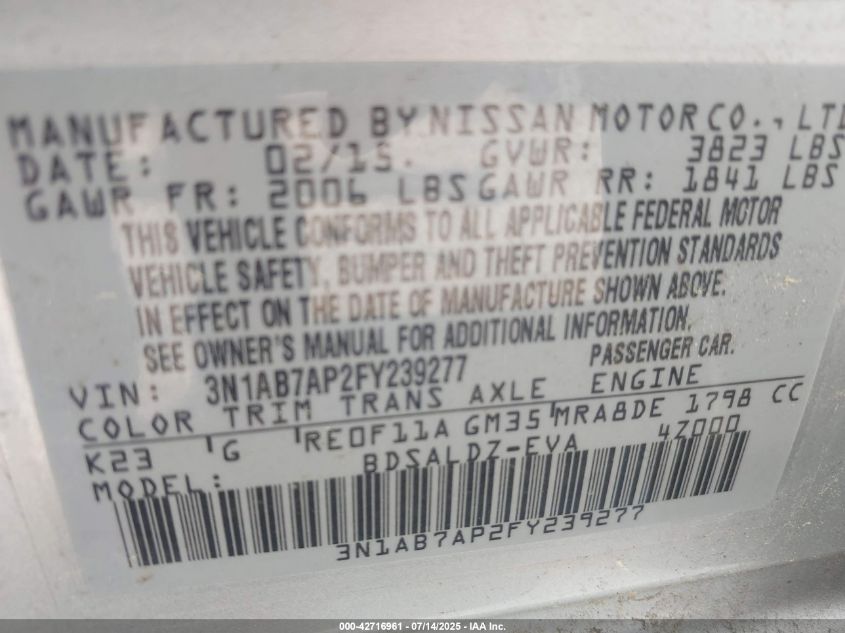 MANUFACTURED BY NISSAN MOTOR CO., LTD
DATE: 02/15. GVWR: 3823 LBS
GAWR FR: 2006 LBS GAWR RR: 1841 LBS
THIS VEHICLE CONFORMS TO ALL APPLICABLE FEDERAL MOTOR
VEHICLE SAFETY, BUMPER AND THEFT PREVENTION STANDARDS
IN EFFECT ON THE DATE OF MANUFACTURE SHOWN ABOVE.
SEE OWNER'S MANUAL FOR ADDITIONAL INFORMATION.
VIN: 3N1AB7AP2FY239277 PASSENGER CAR.
COLOR TRIM TRANS AXLE ENGINE
K23 G RE0F11A GM35 MRA8DE 1798 CC
MODEL: BDSALDZ-EVA 4Z000
3N1AB7AP2FY239277
000-42716961 - 07/14/2025 - IAA Inc.